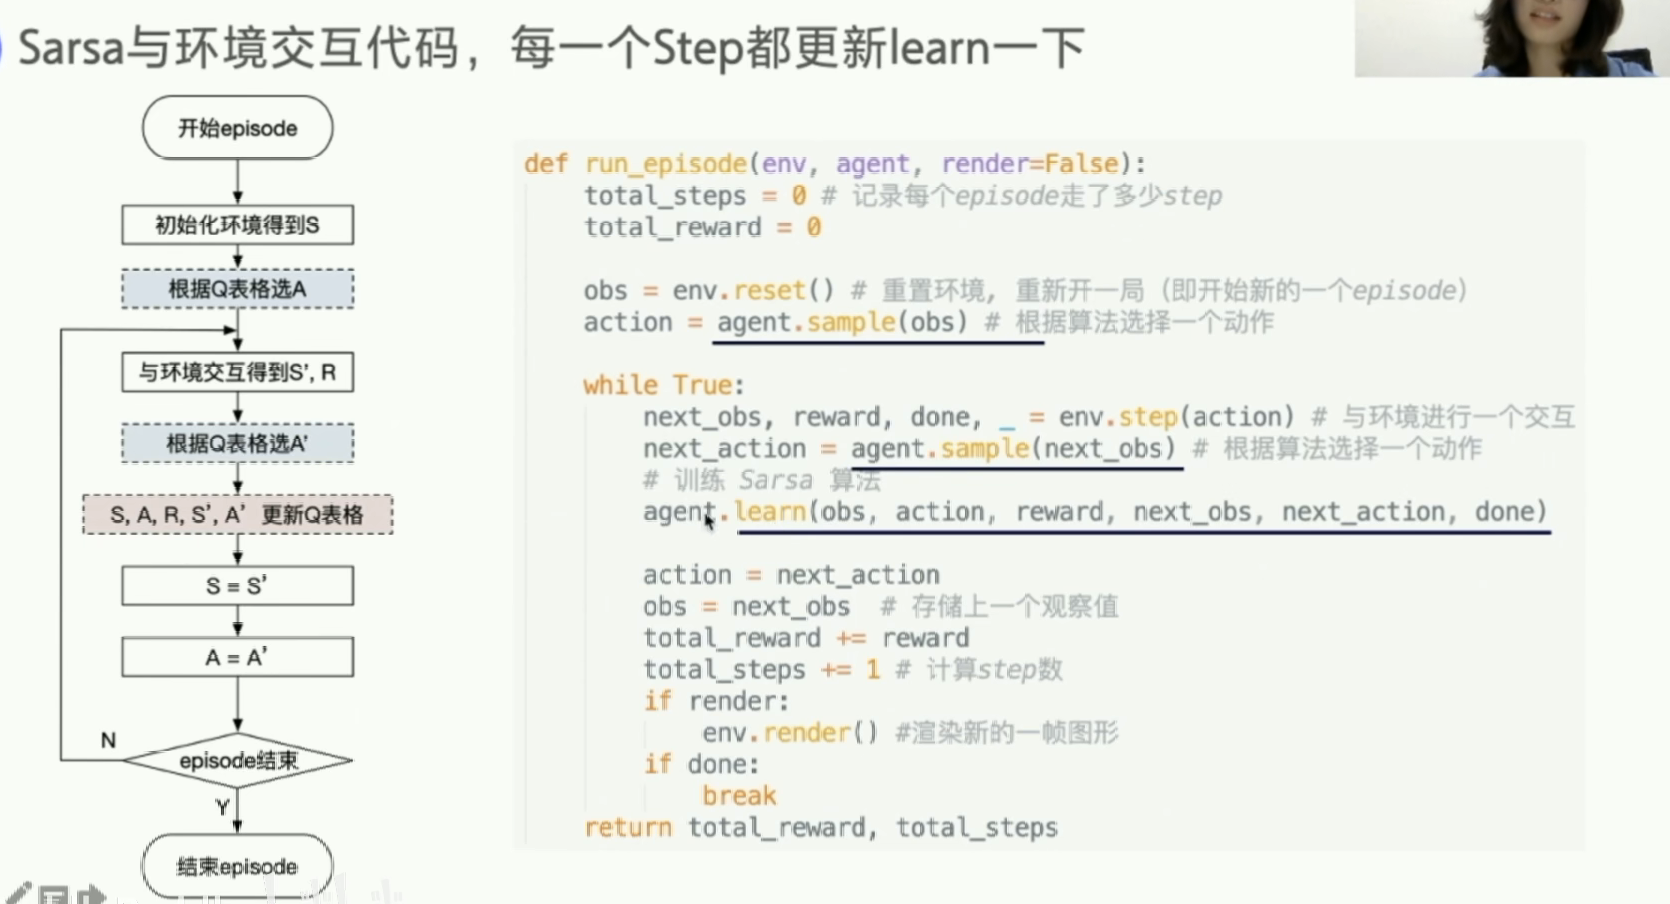 Sarsa与环境交互代码，每一个Step都更新learn一下
开始episode
初始化环境得到S
根据Q表格选A
与环境交互得到S’, R
根据Q表格选A’
S, A, R, S’, A’ 更新Q表格
S = S’
A = A’
N
episode结束
Y
结束episode
def run_episode(env, agent, render=False):
total_steps = 0 # 记录每个episode走了多少step
total_reward = 0
obs = env.reset() # 重置环境, 重新开一局（即开始新的一个episode）
action = agent.sample(obs) # 根据算法选择一个动作
while True:
next_obs, reward, done, _ = env.step(action) # 与环境进行一个交互
next_action = agent.sample(next_obs) # 根据算法选择一个动作
# 训练 Sarsa 算法
agent.learn(obs, action, reward, next_obs, next_action, done)
action = next_action
obs = next_obs # 存储上一个观察值
total_reward += reward
total_steps += 1 # 计算step数
if render:
env.render() #渲染新的一帧图形
if done:
break
return total_reward, total_steps